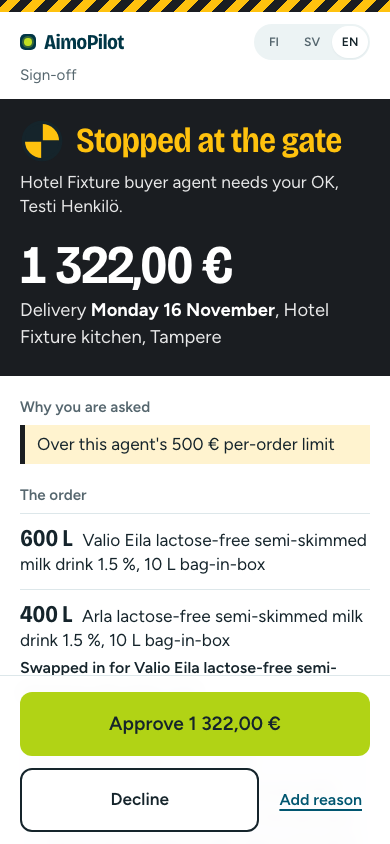 AimoPilot
FI SV EN
Sign-off
Stopped at the gate
Hotel Fixture buyer agent needs your OK,
Testi Henkilö.
1 322,00 €
Delivery Monday 16 November, Hotel
Fixture kitchen, Tampere
Why you are asked
Over this agent's 500 € per-order limit
The order
600 L Valio Eila lactose-free semi-skimmed
milk drink 1.5 %, 10 L bag-in-box
400 L Arla lactose-free semi-skimmed milk
drink 1.5 %, 10 L bag-in-box
Swapped in for Valio Eila lactose-free semi-
Approve 1 322,00 €
Decline
Add reason